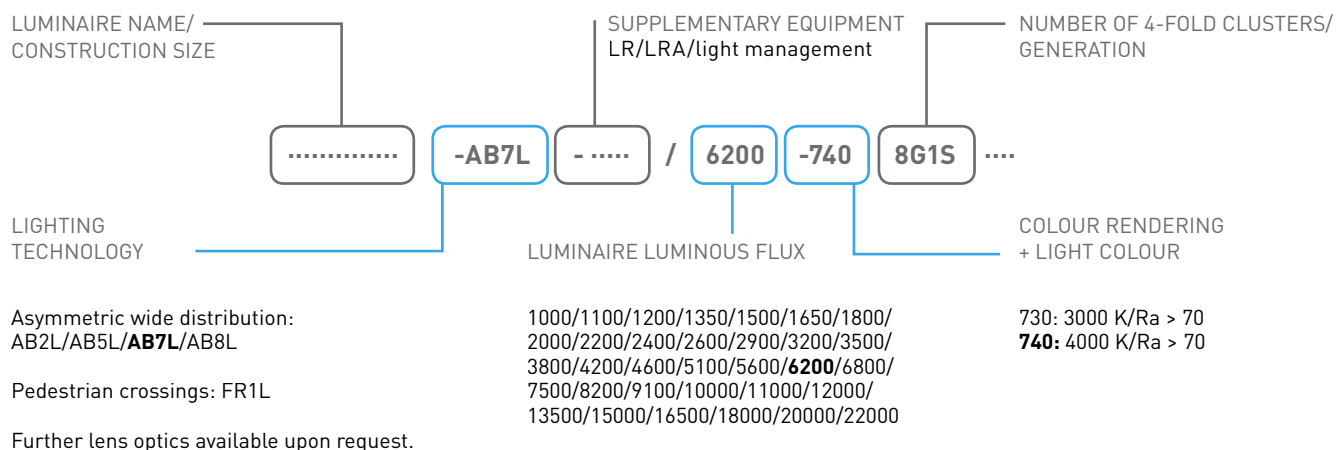 LUMINAIRE NAME/
CONSTRUCTION SIZE
SUPPLEMENTARY EQUIPMENT
LR/LRA/light management
NUMBER OF 4-FOLD CLUSTERS/
GENERATION
·············· -AB7L - ····· / 6200 -740 8G1S ····
LIGHTING
TECHNOLOGY
LUMINAIRE LUMINOUS FLUX
COLOUR RENDERING
+ LIGHT COLOUR
Asymmetric wide distribution:
AB2L/AB5L/AB7L/AB8L
Pedestrian crossings: FR1L
Further lens optics available upon request.
1000/1100/1200/1350/1500/1650/1800/
2000/2200/2400/2600/2900/3200/3500/
3800/4200/4600/5100/5600/6200/6800/
7500/8200/9100/10000/11000/12000/
13500/15000/16500/18000/20000/22000
730: 3000 K/Ra > 70
740: 4000 K/Ra > 70